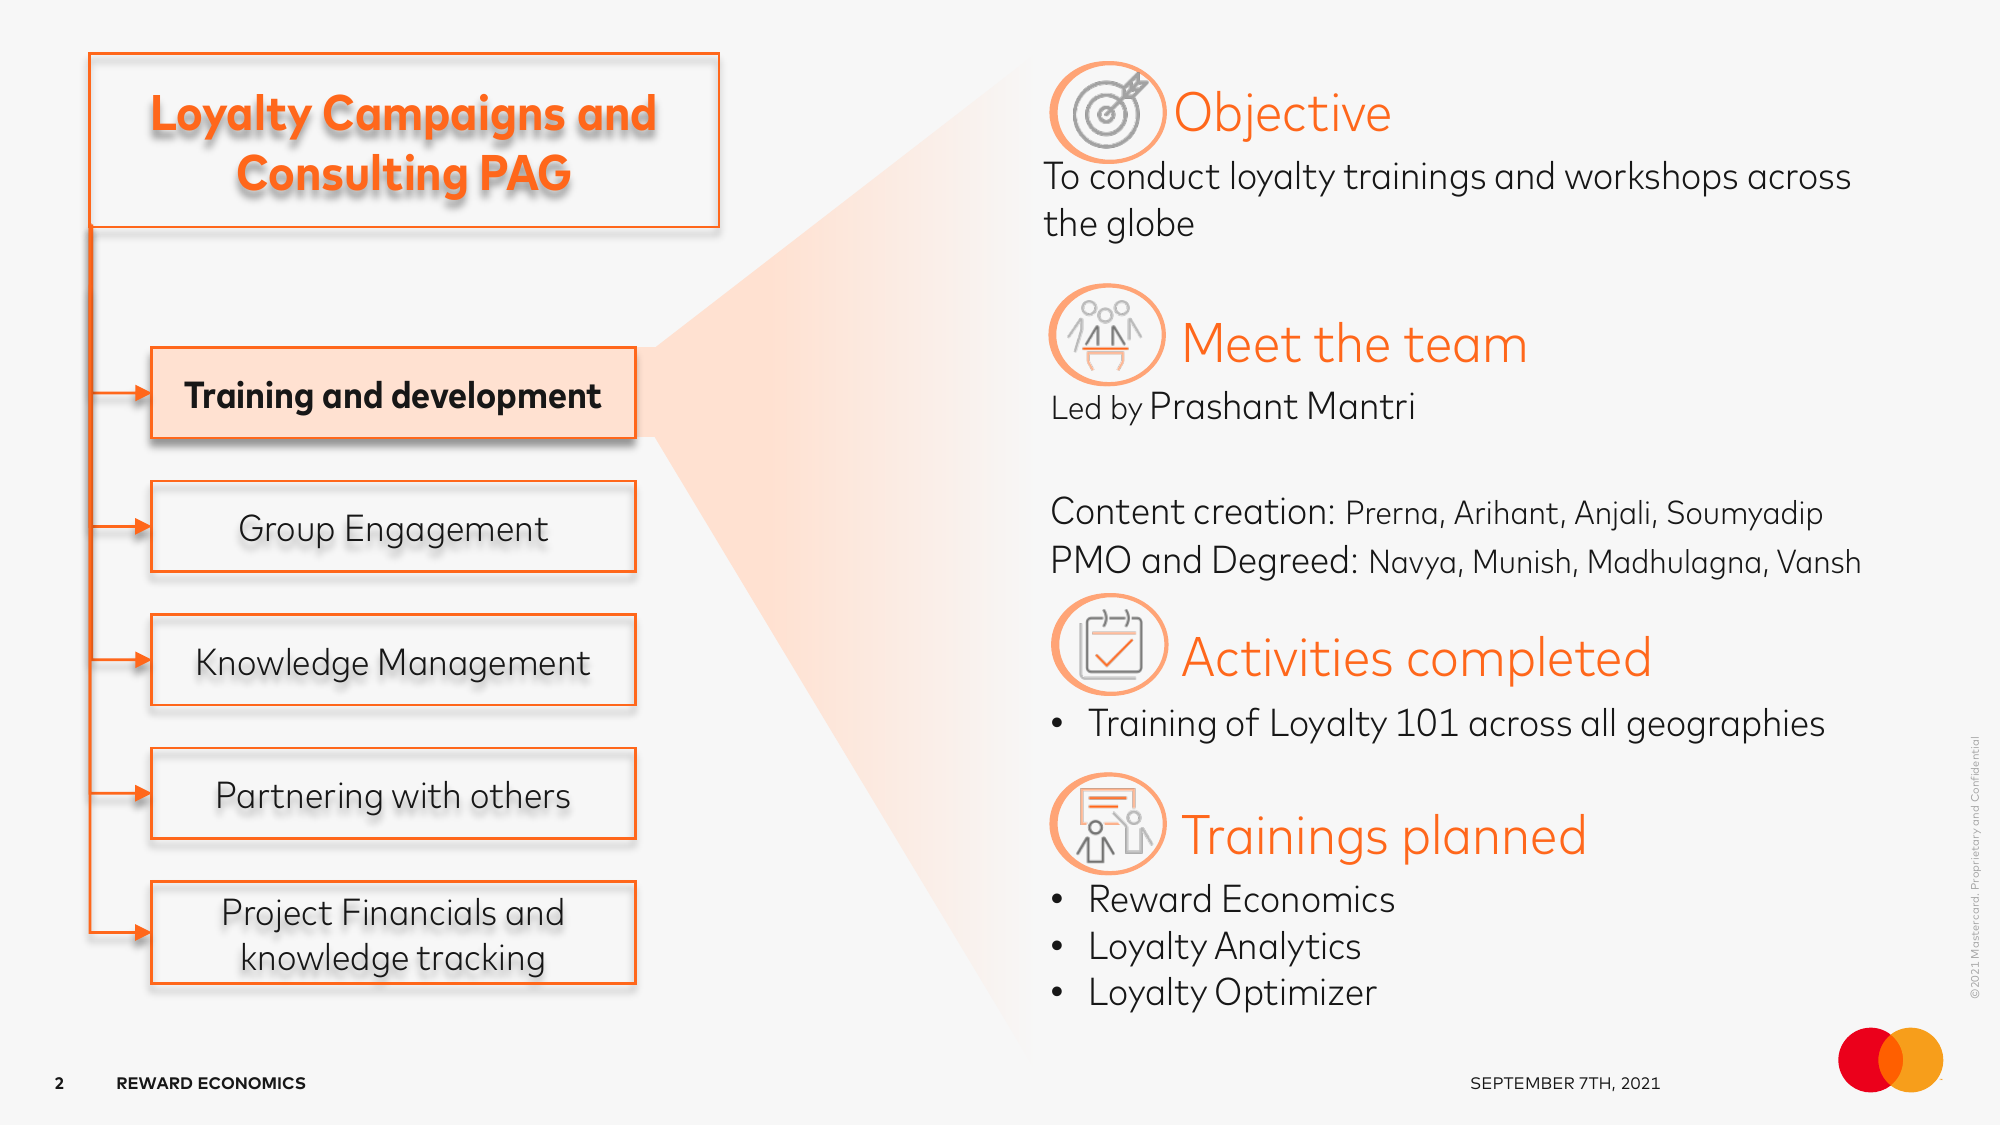 Loyalty Campaigns and
Consulting PAG
Training and development
Group Engagement
Knowledge Management
Partnering with others
Project Financials and
knowledge tracking
Objective
To conduct loyalty trainings and workshops across
the globe
Meet the team
Led by Prashant Mantri
Content creation: Prerna, Arihant, Anjali, Soumyadip
PMO and Degreed: Navya, Munish, Madhulagna, Vansh
Activities completed
• Training of Loyalty 101 across all geographies
Trainings planned
• Reward Economics
• Loyalty Analytics
• Loyalty Optimizer
©2021 Mastercard. Proprietary and Confidential
2 REWARD ECONOMICS
SEPTEMBER 7TH, 2021